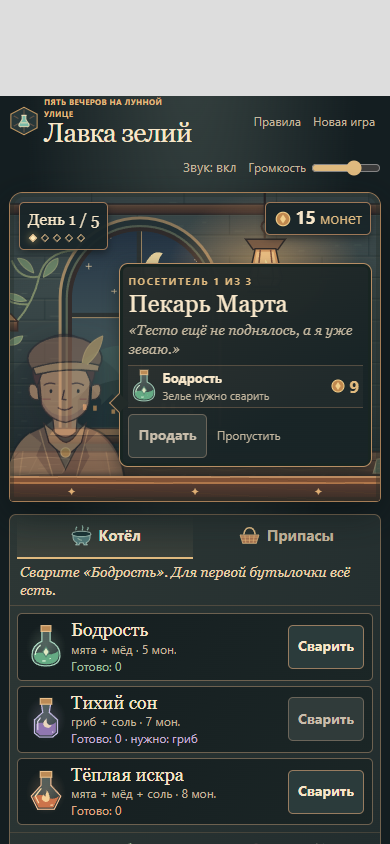 ПЯТЬ ВЕЧЕРОВ НА ЛУННОЙ
УЛИЦЕ
Лавка зелий
Правила
Новая игра
Звук: вкл
Громкость
День 1 / 5
15 монет
ПОСЕТИТЕЛЬ 1 ИЗ 3
Пекарь Марта
«Тесто ещё не поднялось, а я уже
зеваю.»
Бодрость
Зелье нужно сварить
9
Продать
Пропустить
Котёл
Припасы
Сварите «Бодрость». Для первой бутылочки всё
есть.
Бодрость
мята + мёд · 5 мон.
Готово: 0
Сварить
Тихий сон
гриб + соль · 7 мон.
Готово: 0 · нужно: гриб
Сварить
Тёплая искра
мята + мёд + соль · 8 мон.
Готово: 0
Сварить